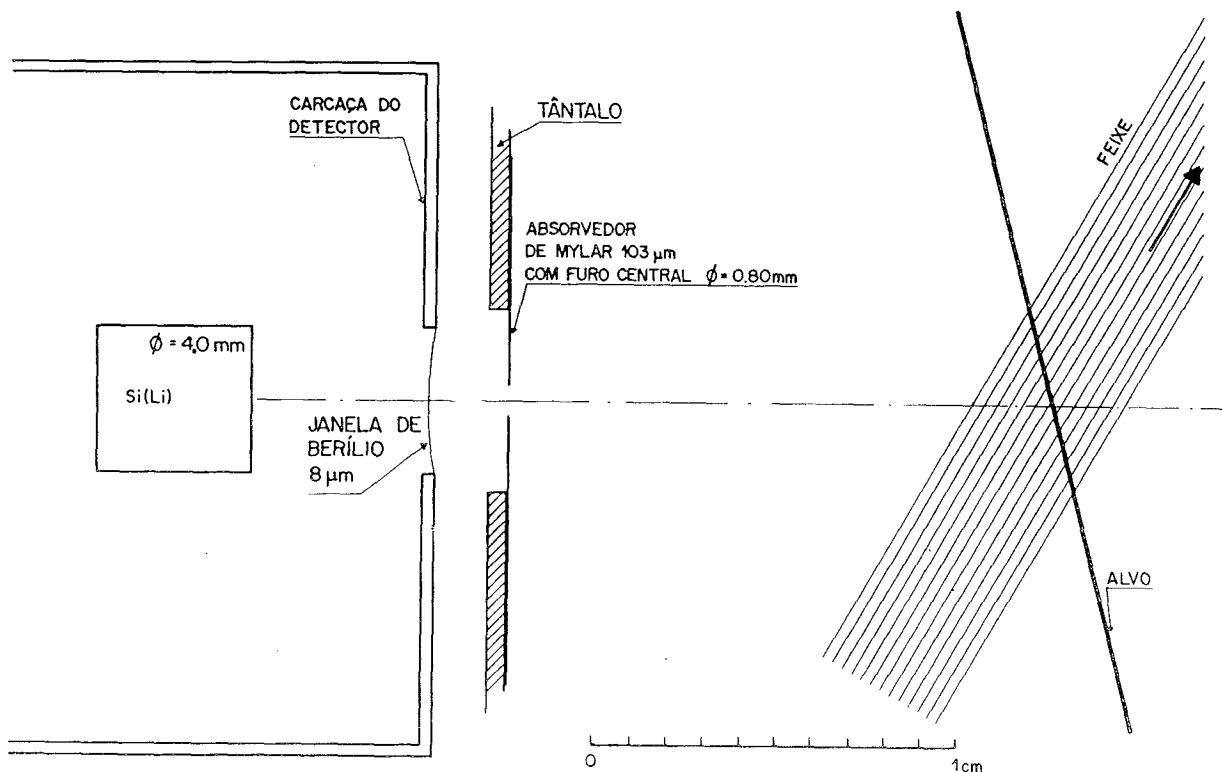 CARCAÇA DO
DETECTOR
TÂNTALO
ABSORVEDOR
DE MYLAR 103 μm
COM FURO CENTRAL ϕ = 0,80mm
FEIXE
ϕ = 4,0 mm
Si(Li)
JANELA DE
BERÍLIO
8 μm
ALVO
0
1cm